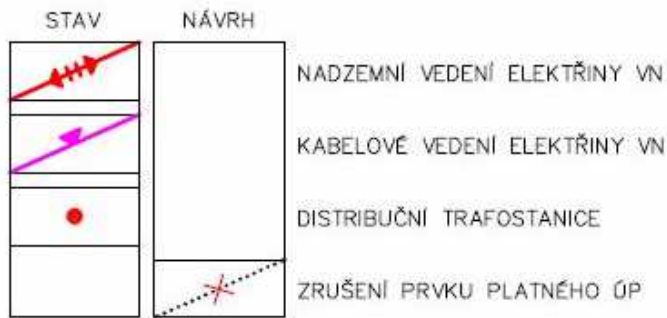 STAV NÁVRH
NADZEMNÍ VEDENÍ ELEKTŘINY VN
KABELOVÉ VEDENÍ ELEKTŘINY VN
DISTRIBUČNÍ TRAFOSTANICE
ZRUŠENÍ PRVKU PLATNÉHO ÚP